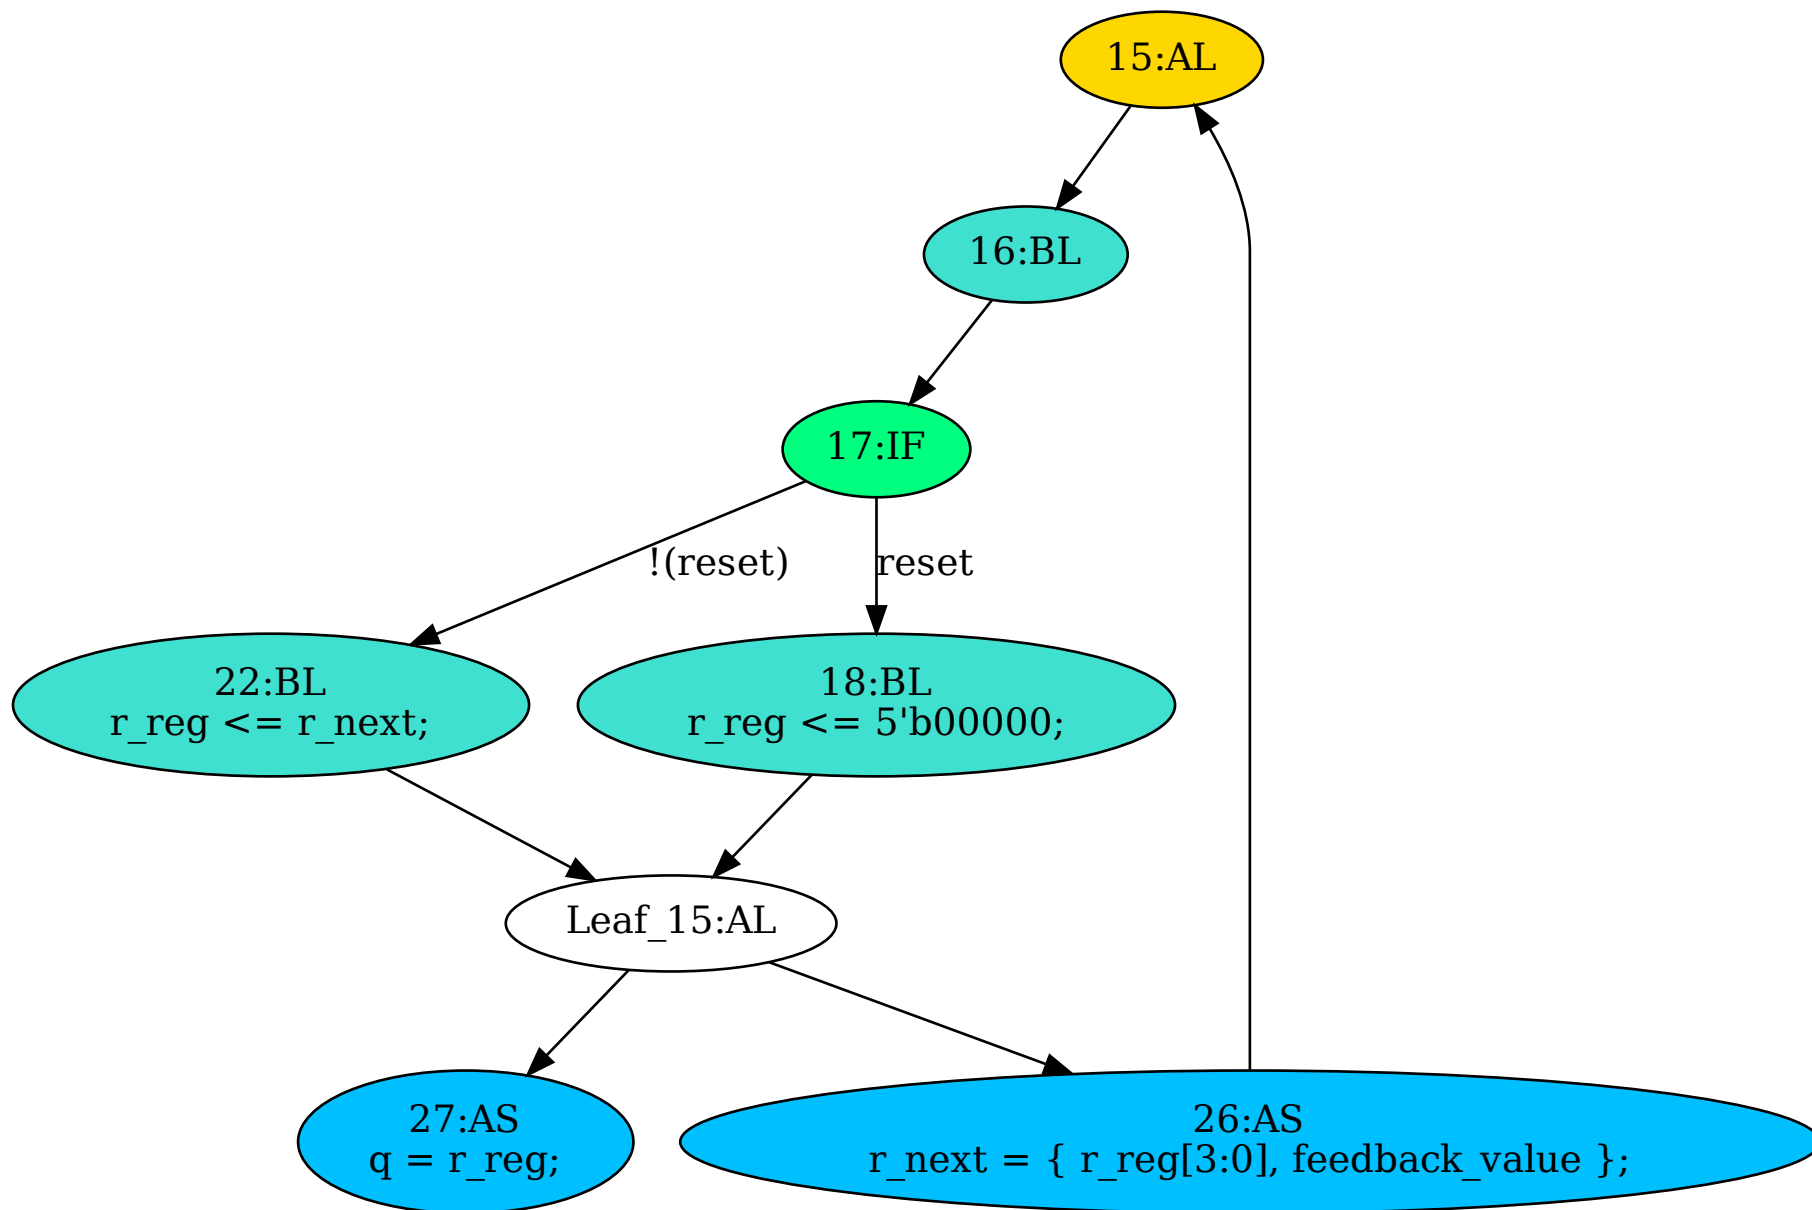 15:AL
16:BL
17:IF
!(reset)
reset
22:BL
r_reg <= r_next;
18:BL
r_reg <= 5'b00000;
Leaf_15:AL
27:AS
q = r_reg;
26:AS
r_next = { r_reg[3:0], feedback_value };